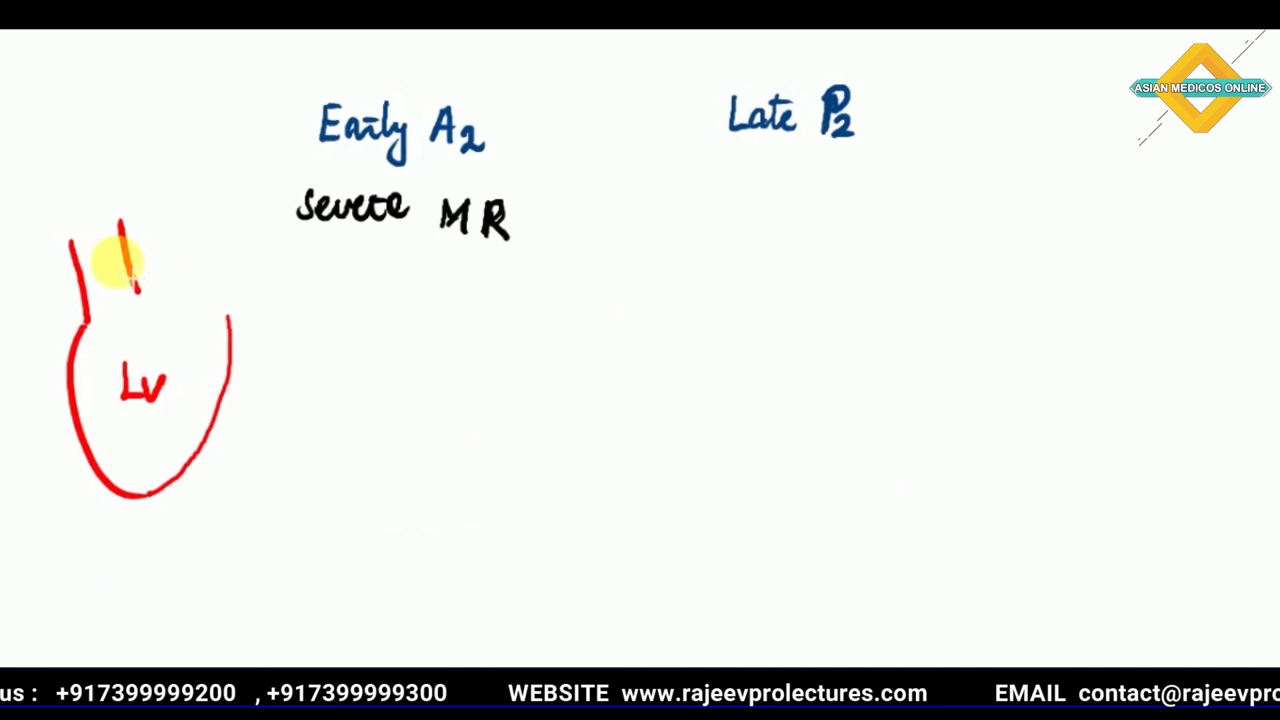 ASIAN MEDICOS ONLINE
Early A2
Late P2
Severe MR
LV
us : +917399999200 , +917399999300 WEBSITE www.rajeevprolectures.com EMAIL contact@rajeevpro